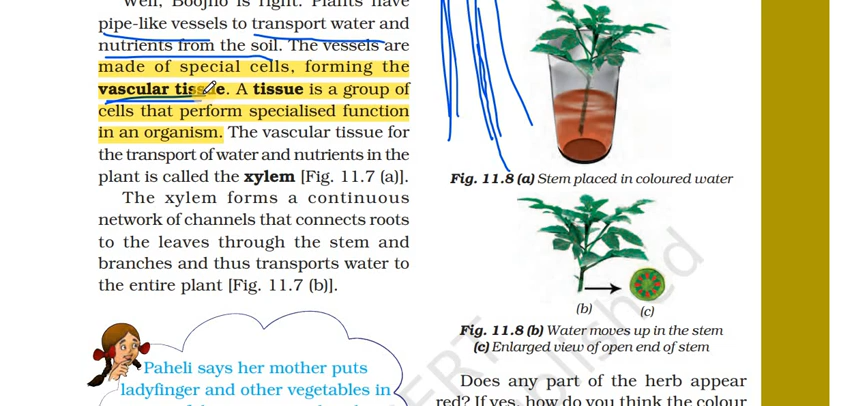 Well, Boojho is right. Plants have
pipe-like vessels to transport water and
nutrients from the soil. The vessels are
made of special cells, forming the
vascular tissue. A tissue is a group of
cells that perform specialised function
in an organism. The vascular tissue for
the transport of water and nutrients in the
plant is called the xylem [Fig. 11.7 (a)].
The xylem forms a continuous
network of channels that connects roots
to the leaves through the stem and
branches and thus transports water to
the entire plant [Fig. 11.7 (b)].
Paheli says her mother puts
ladyfinger and other vegetables in
Fig. 11.8 (a) Stem placed in coloured water
(b)
(c)
Fig. 11.8 (b) Water moves up in the stem
(c) Enlarged view of open end of stem
Does any part of the herb appear
red? If yes, how do you think the colour